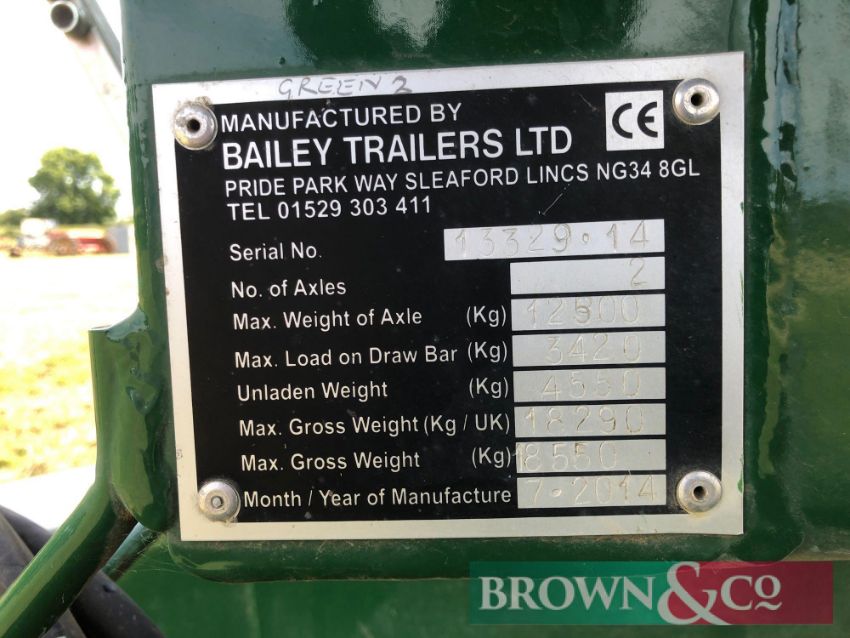 GREEN 2
MANUFACTURED BY
BAILEY TRAILERS LTD
CE
PRIDE PARK WAY SLEAFORD LINCS NG34 8GL
TEL 01529 303 411
Serial No. 13329·14
No. of Axles 2
Max. Weight of Axle (Kg) 12500
Max. Load on Draw Bar (Kg) 3420
Unladen Weight (Kg) 4550
Max. Gross Weight (Kg / UK) 18290
Max. Gross Weight (Kg) 18550
Month / Year of Manufacture 7·2014
BROWN&CO